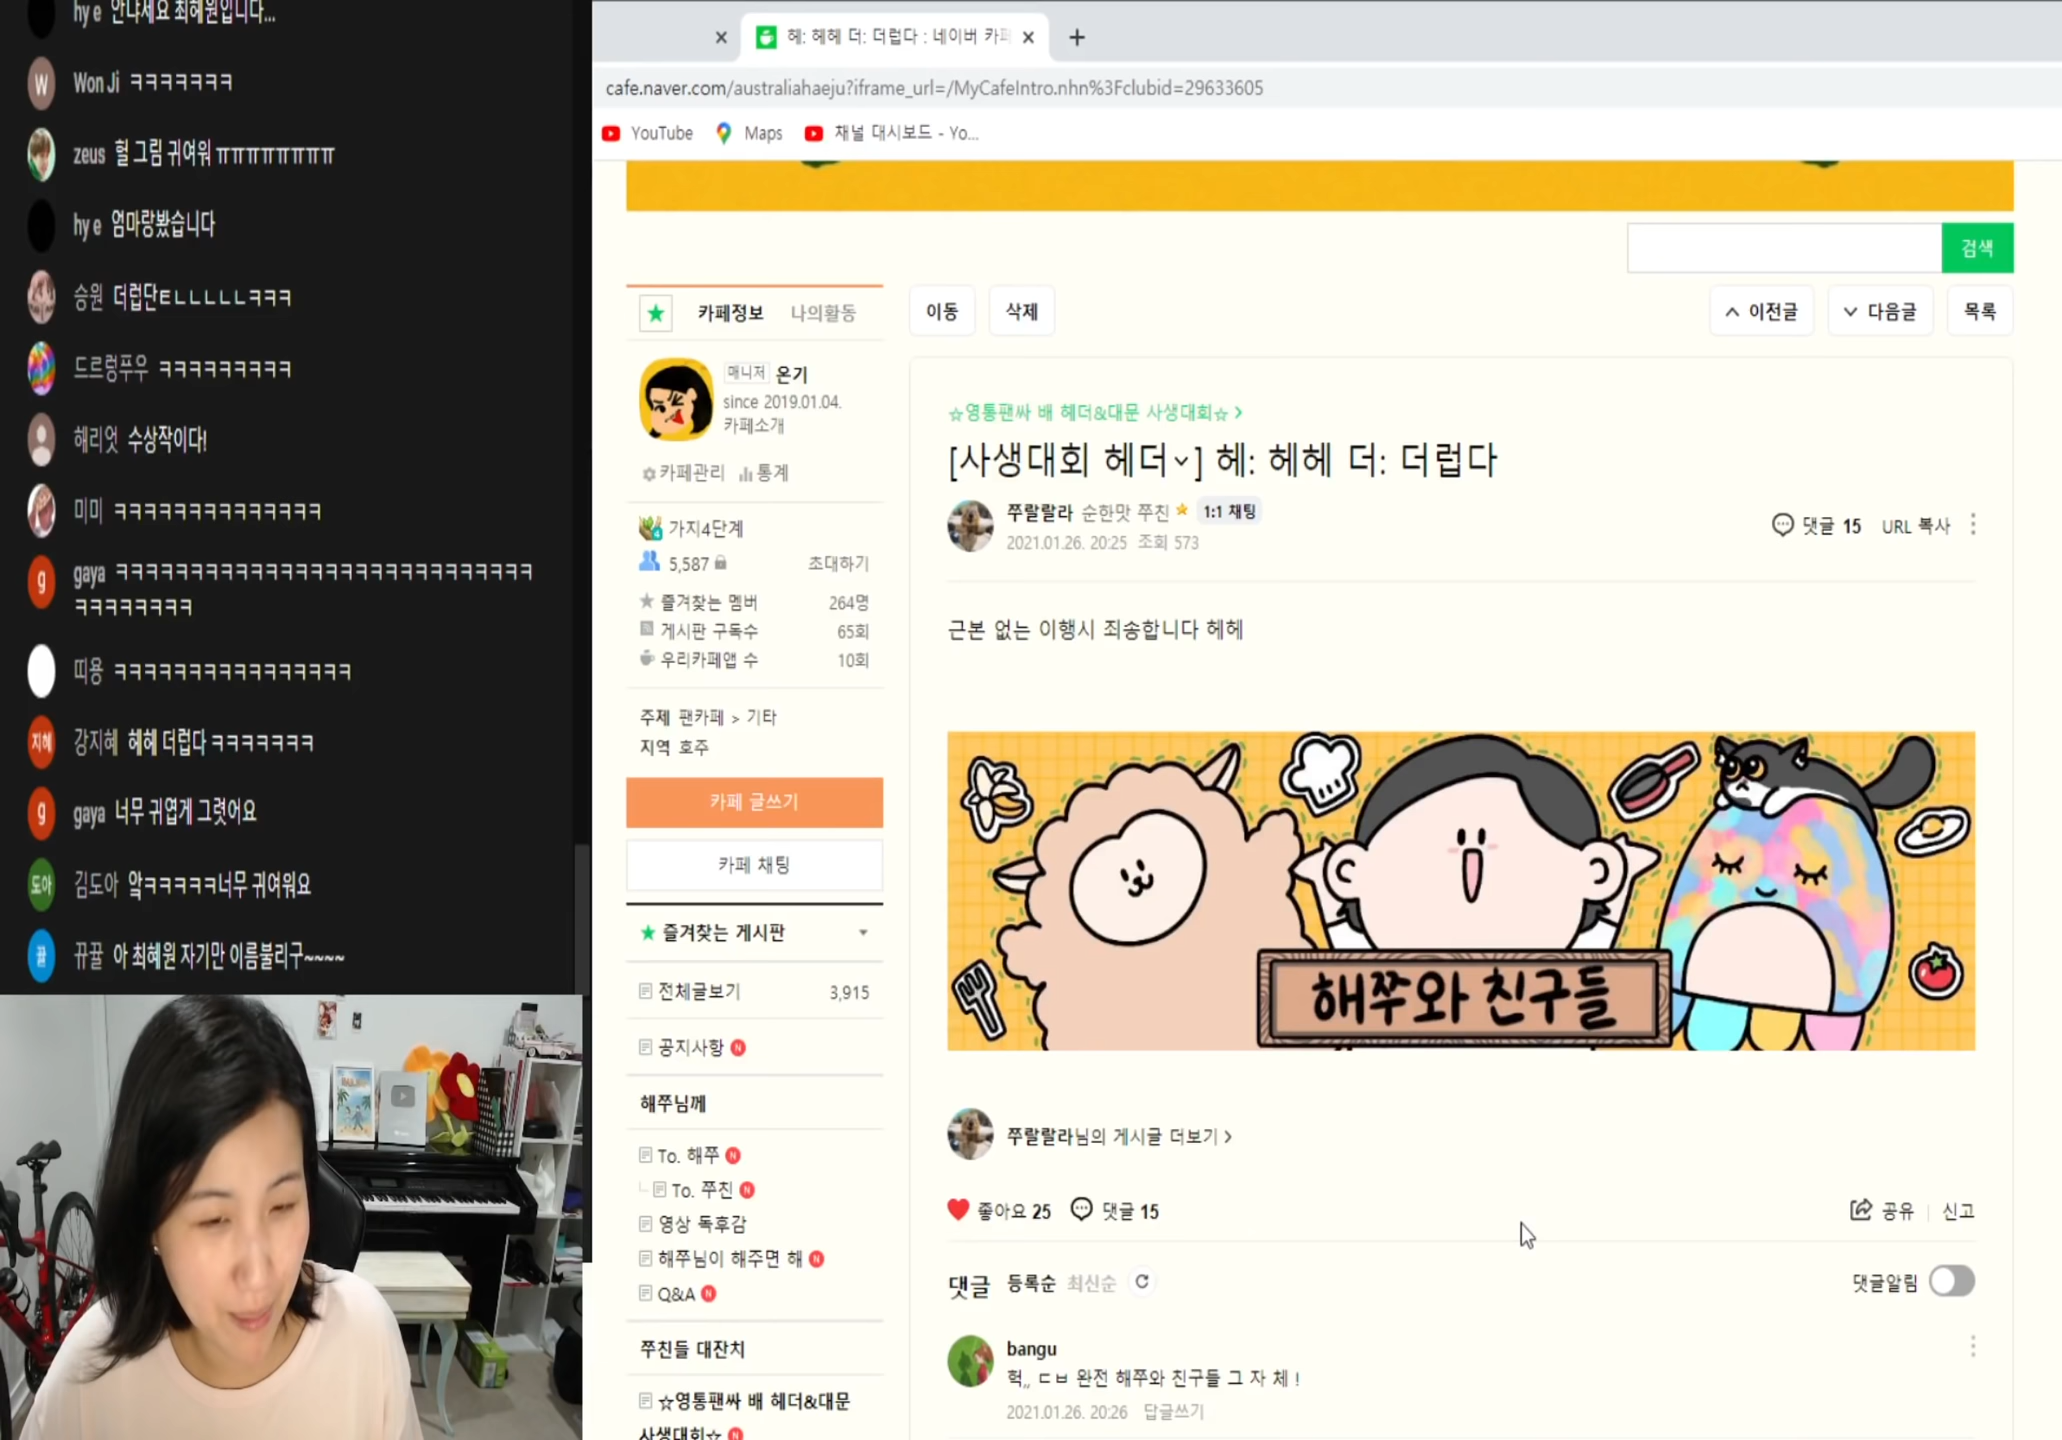 hye 안냐세요 최혜원입니다...
W
Won Ji ㅋㅋㅋㅋㅋㅋㅋ
zeus 헐 그림 귀여워 ㅠㅠㅠㅠㅠㅠㅠㅠ
hye 엄마랑봤습니다
승원 더럽단ㅌㄴㄴㄴㄴㄴㅋㅋㅋ
드르렁푸우 ㅋㅋㅋㅋㅋㅋㅋㅋㅋ
해리엇 수상작이다!
미미 ㅋㅋㅋㅋㅋㅋㅋㅋㅋㅋㅋㅋㅋㅋ
g
gaya ㅋㅋㅋㅋㅋㅋㅋㅋㅋㅋㅋㅋㅋㅋㅋㅋㅋㅋㅋㅋㅋㅋㅋㅋㅋㅋㅋㅋ
ㅋㅋㅋㅋㅋㅋㅋㅋ
띠용 ㅋㅋㅋㅋㅋㅋㅋㅋㅋㅋㅋㅋㅋㅋㅋㅋ
지혜
강지혜 헤헤 더럽다 ㅋㅋㅋㅋㅋㅋㅋ
g
gaya 너무 귀엽게 그렷어요
도아
김도아 앜ㅋㅋㅋㅋㅋ너무 귀여워요
뀰
뀨뀰 아 최혜원 자기만 이름불리구~~~~
헤: 헤헤 더: 더럽다 : 네이버 카페
cafe.naver.com/australiahaeju?iframe_url=/MyCafeIntro.nhn%3Fclubid=29633605
YouTube Maps 채널 대시보드 - Yo...
검색
카페정보 나의활동
매니저 온기
since 2019.01.04.
카페소개
카페관리 통계
가지4단계
5,587 초대하기
즐겨찾는 멤버 264명
게시판 구독수 65회
우리카페앱 수 10회
주제 팬카페 > 기타
지역 호주
카페 글쓰기
카페 채팅
즐겨찾는 게시판
전체글보기 3,915
공지사항 N
해쭈님께
To. 해쭈 N
To. 쭈친 N
영상 독후감
해쭈님이 해주면 해 N
Q&A N
쭈친들 대잔치
☆영통팬싸 배 헤더&대문
사생대회☆ N
이동 삭제
이전글 다음글 목록
☆영통팬싸 배 헤더&대문 사생대회☆ >
[사생대회 헤더⌄] 헤: 헤헤 더: 더럽다
쭈랄랄라 순한맛 쭈친 1:1 채팅
2021.01.26. 20:25 조회 573
댓글 15 URL 복사
근본 없는 이행시 죄송합니다 헤헤
해쭈와 친구들
쭈랄랄라님의 게시글 더보기 >
좋아요 25 댓글 15
공유 신고
댓글 등록순 최신순
댓글알림
bangu
헉,, ㄷㅂ 완전 해쭈와 친구들 그 자 체 !
2021.01.26. 20:26 답글쓰기